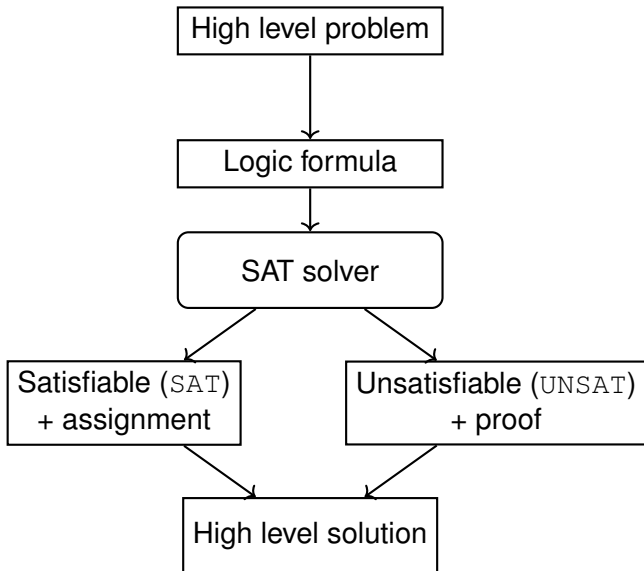 High level problem
Logic formula
SAT solver
Satisfiable (SAT)
+ assignment
Unsatisfiable (UNSAT)
+ proof
High level solution